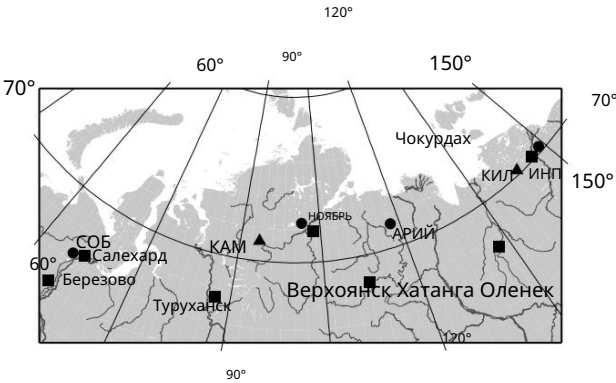 120°
60°
90°
150°
70°
70°
Чокурдах
КИЛ
ИНП
150°
НОЯБРЬ
СОБ
КАМ
АРИЙ
Салехард
60°
Березово
Верхоянск Хатанга Оленек
Туруханск
120°
90°